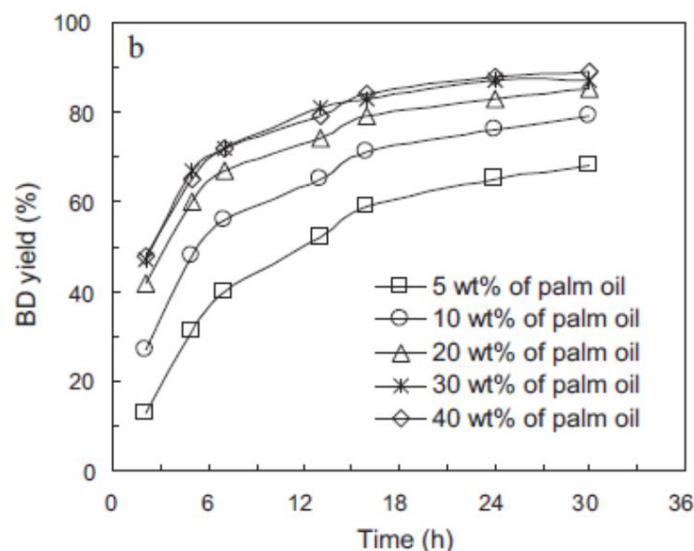 b
BD yield (%)
100
80
60
40
20
0
5 wt% of palm oil
10 wt% of palm oil
20 wt% of palm oil
30 wt% of palm oil
40 wt% of palm oil
0 6 12 18 24 30 36
Time (h)